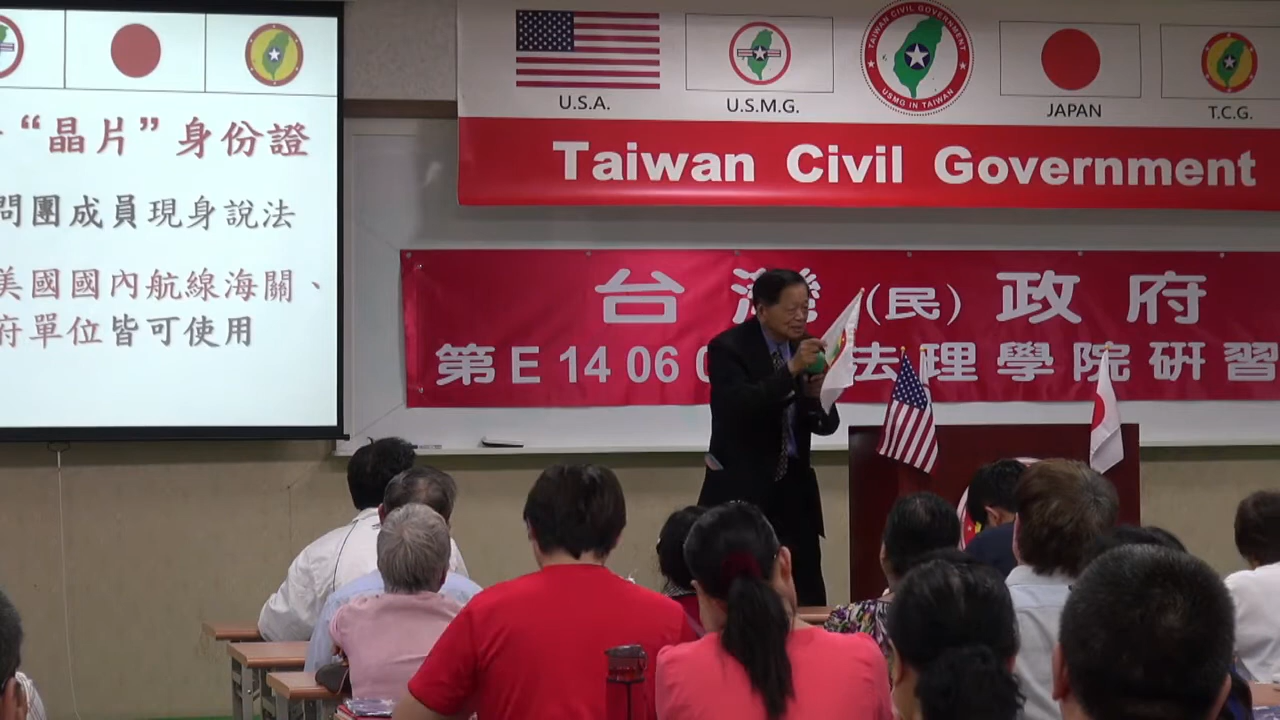 “晶片”身份證
問團成員現身說法
美國國內航線海關、
府單位皆可使用
TAIWAN CIVIL GOVERNMENT
USMG IN TAIWAN
U.S.A.
U.S.M.G.
JAPAN
T.C.G.
Taiwan Civil Government
台灣(民)政府
第E 14 06 0 法理學院研習